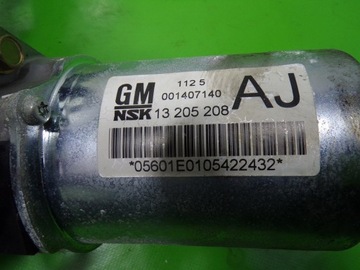 112 5
GM 001407140 AJ
NSK 13 205 208
*05601E0105422432*